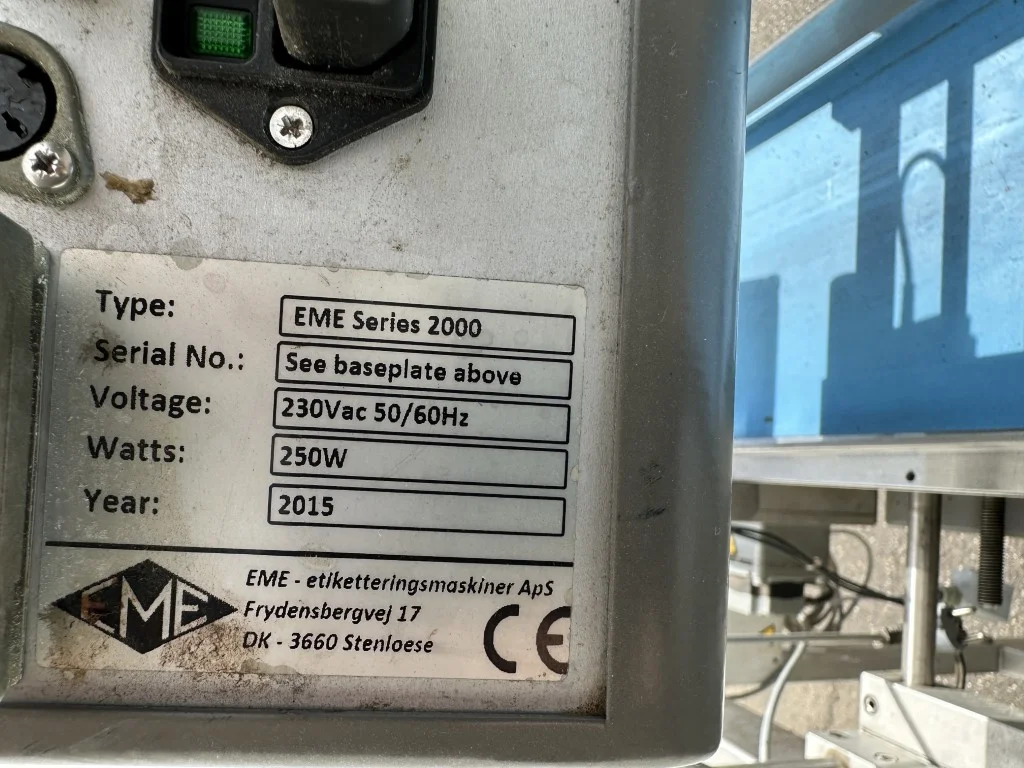 Type: EME Series 2000
Serial No.: See baseplate above
Voltage: 230Vac 50/60Hz
Watts: 250W
Year: 2015
EME
EME - etiketteringsmaskiner ApS
Frydensbergvej 17
DK - 3660 Stenloese
CE